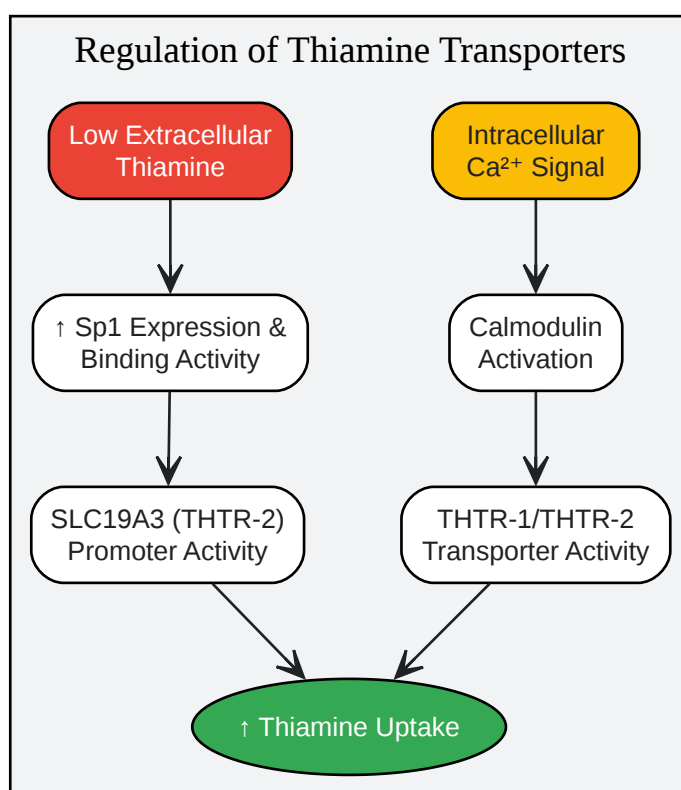 Regulation of Thiamine Transporters
Low Extracellular
Thiamine
Intracellular
Ca²⁺ Signal
↑ Sp1 Expression &
Binding Activity
Calmodulin
Activation
SLC19A3 (THTR-2)
Promoter Activity
THTR-1/THTR-2
Transporter Activity
↑ Thiamine Uptake